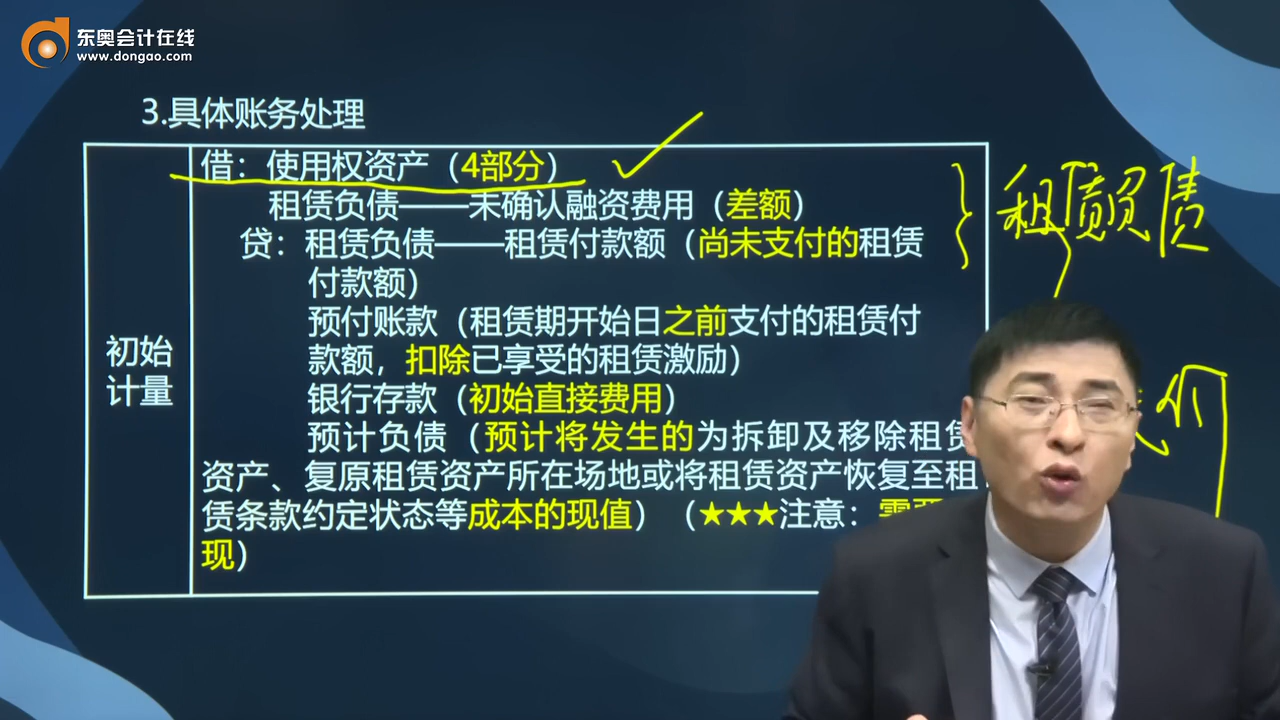 东奥会计在线
www.dongao.com
3.具体账务处理
初始
计量
借：使用权资产（4部分）
租赁负债——未确认融资费用（差额）
贷：租赁负债——租赁付款额（尚未支付的租赁
付款额）
预付账款（租赁期开始日之前支付的租赁付
款额，扣除已享受的租赁激励）
银行存款（初始直接费用）
预计负债（预计将发生的为拆卸及移除租赁
资产、复原租赁资产所在场地或将租赁资产恢复至租
赁条款约定状态等成本的现值）（★★★注意：需要
现）
租赁负债